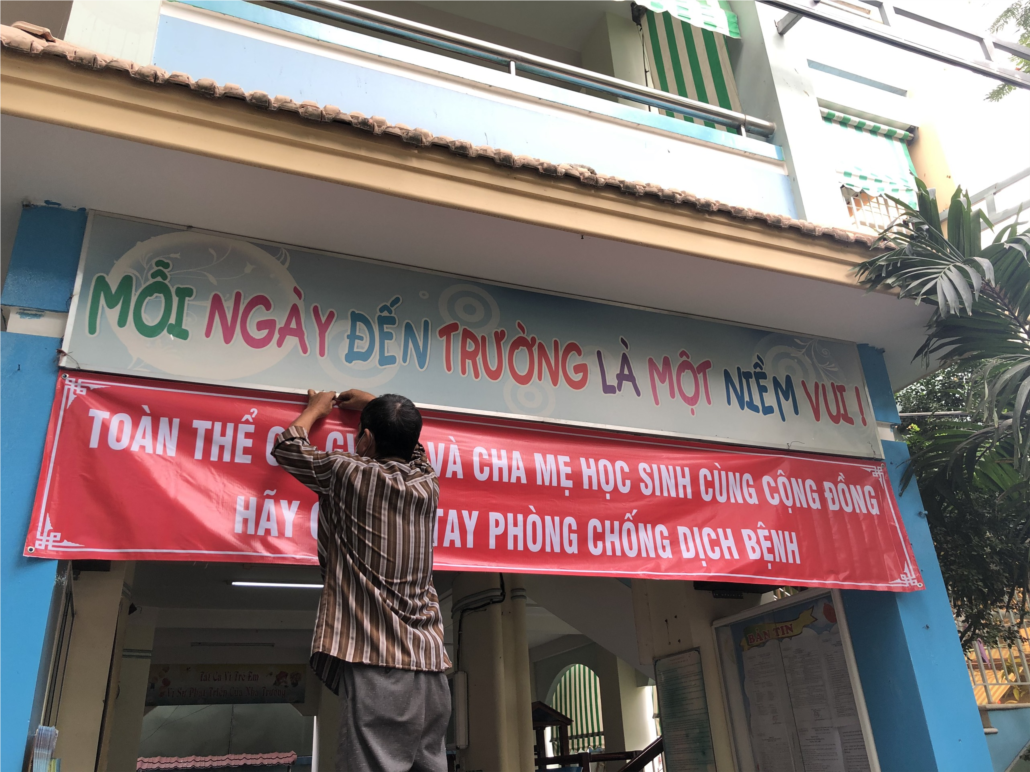 MỖI NGÀY ĐẾN TRƯỜNG LÀ MỘT NIỀM VUI !
TOÀN THỂ VÀ CHA MẸ HỌC SINH CÙNG CỘNG ĐỒNG
HÃY TAY PHÒNG CHỐNG DỊCH BỆNH